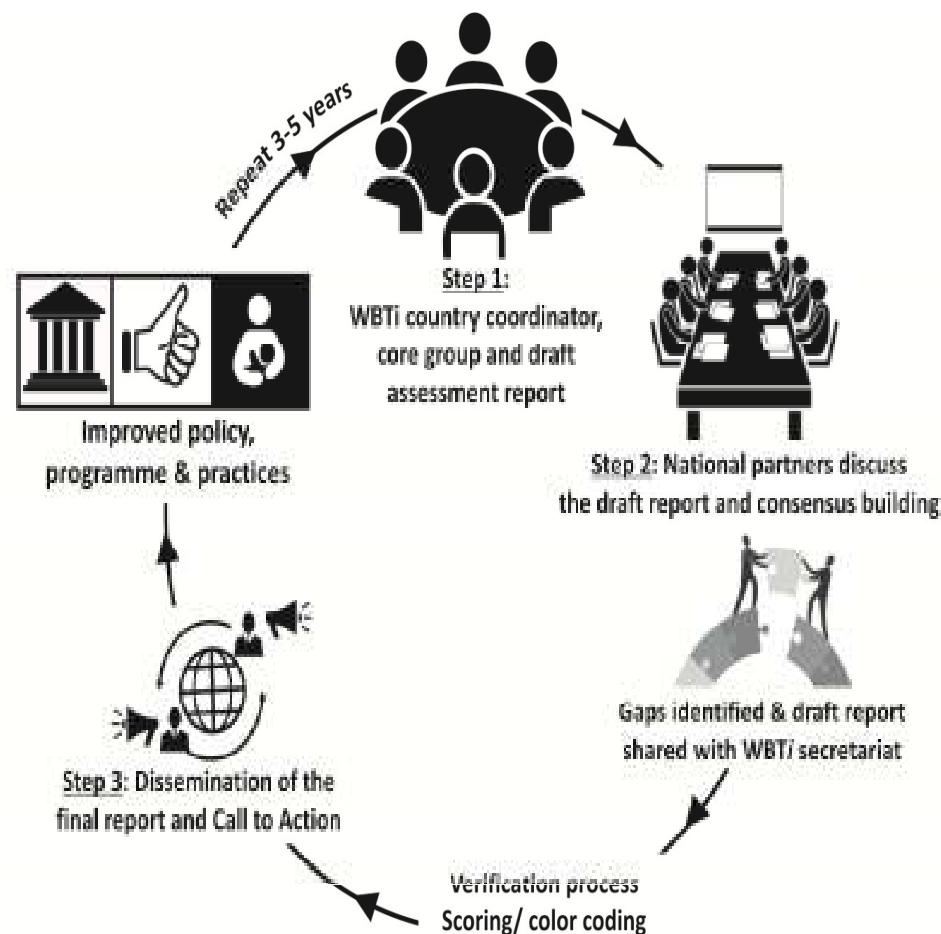 Repeat 3-5 years
Step 1:
WBTi country coordinator,
core group and draft
assessment report
Step 2: National partners discuss
the draft report and consensus building
Gaps identified & draft report
shared with WBTi secretariat
Verification process
Scoring/ color coding
Step 3: Dissemination of the
final report and Call to Action
Improved policy,
programme & practices